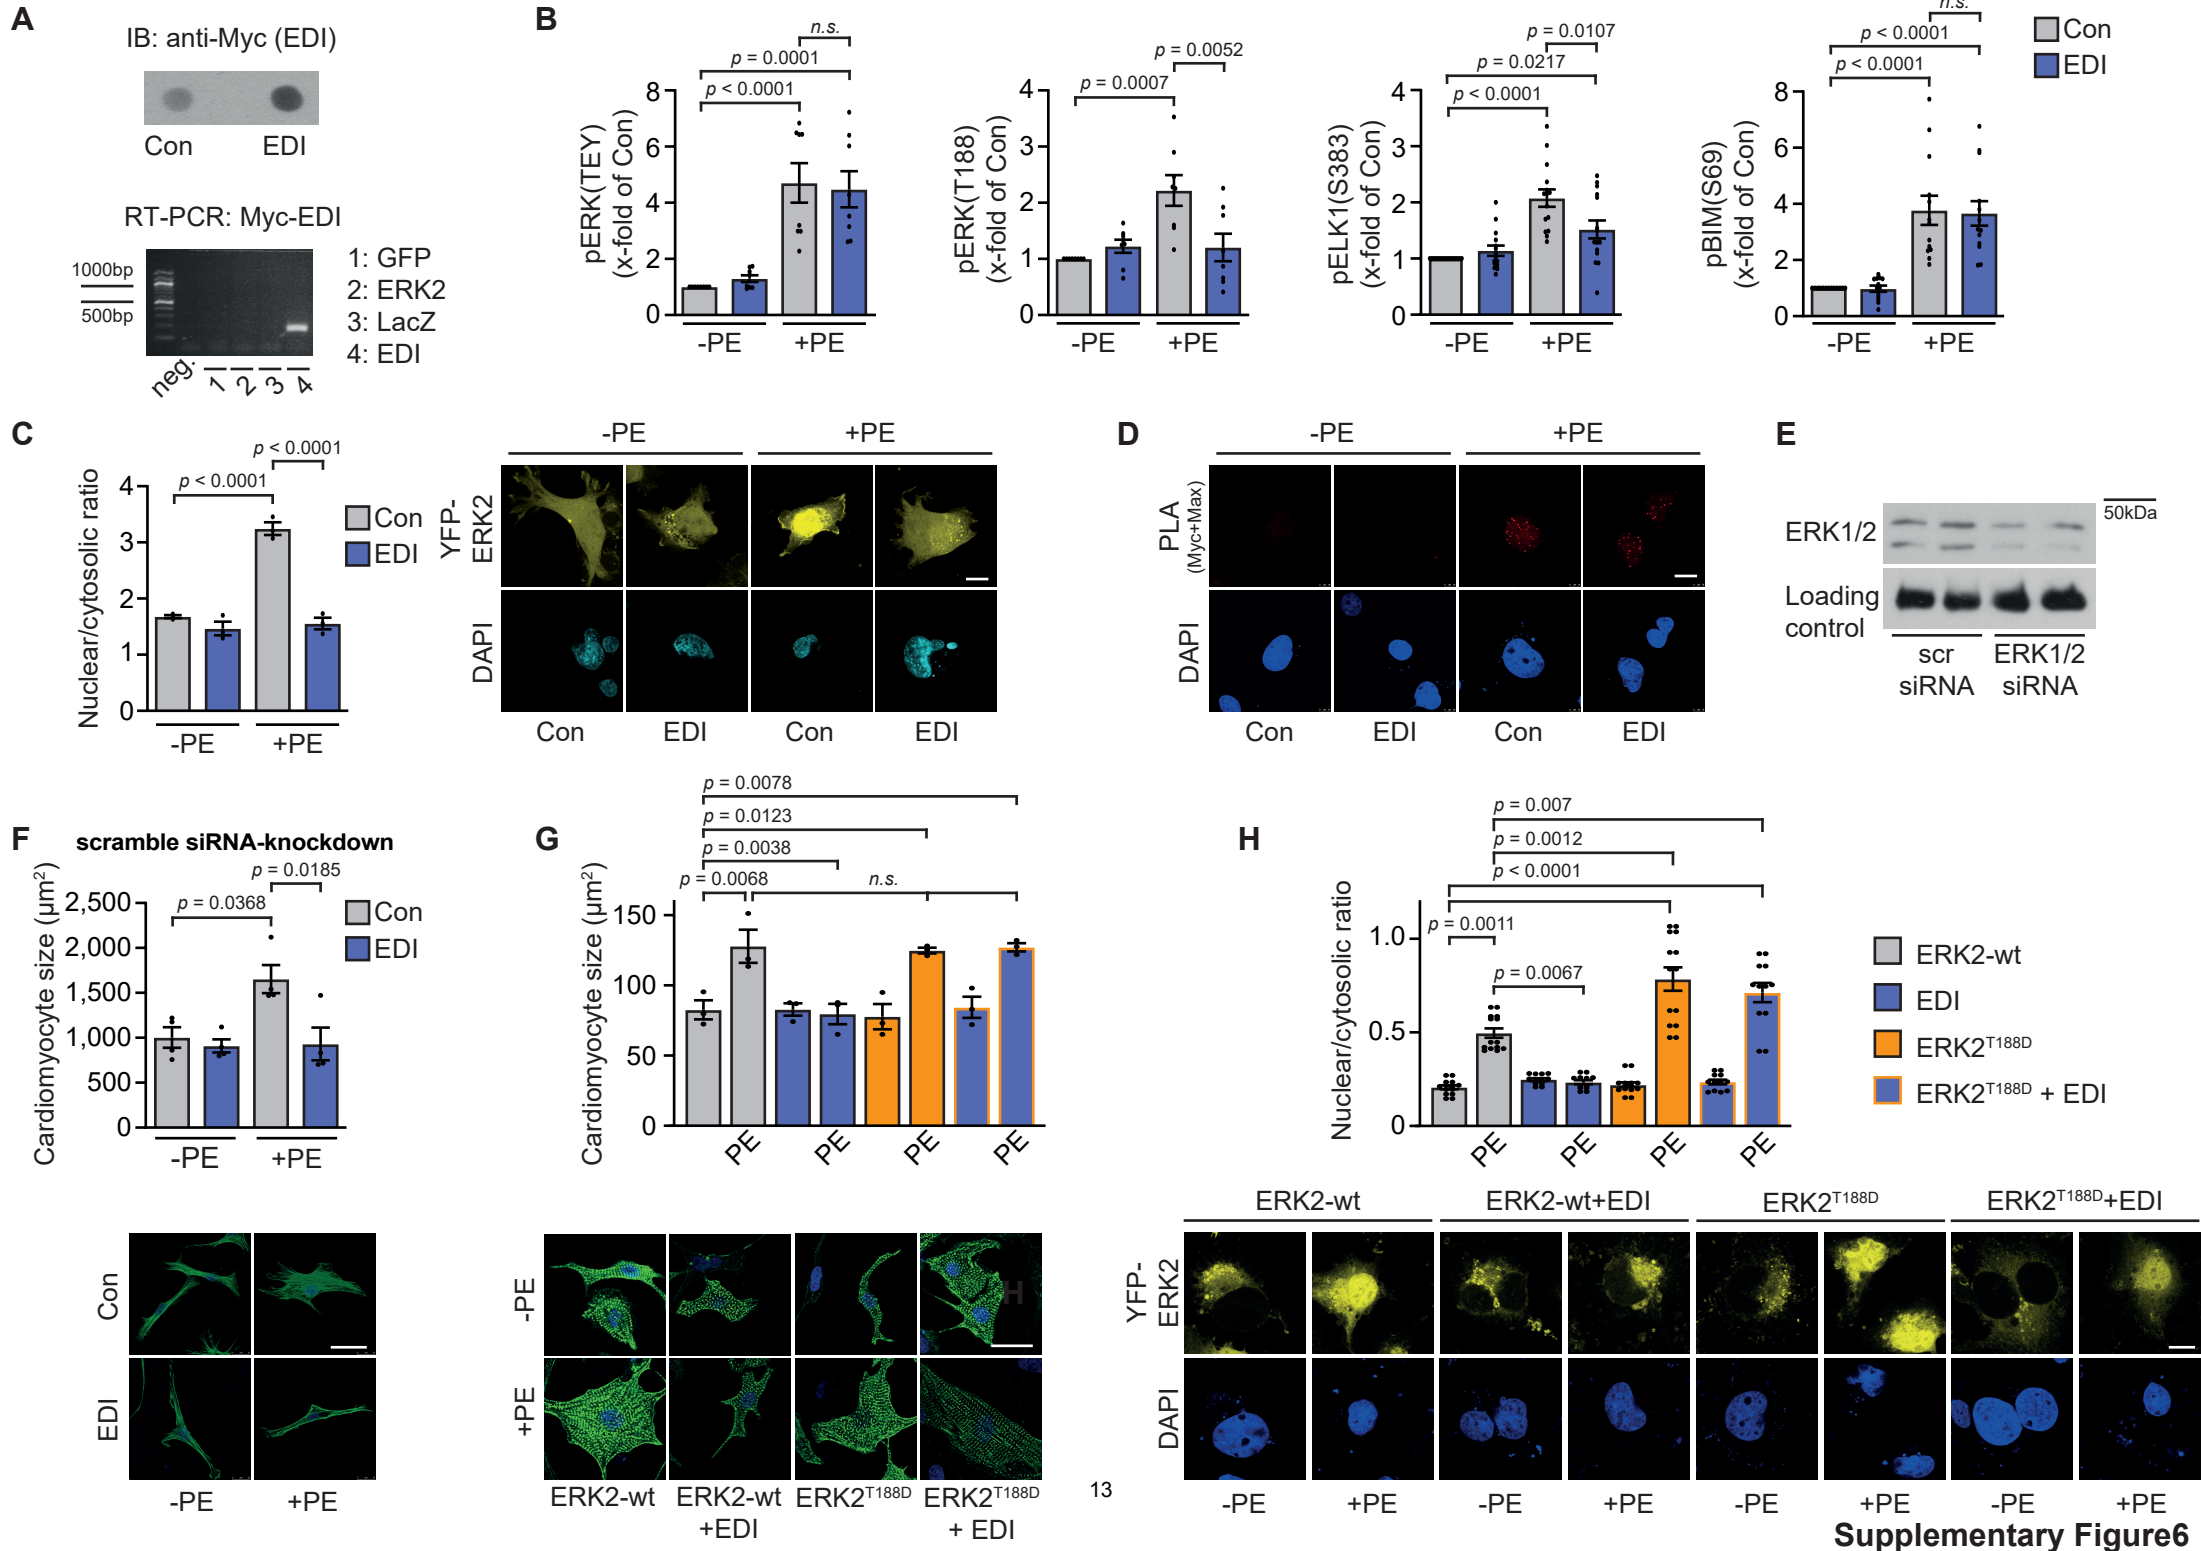 A
IB: anti-Myc (EDI)
Con EDI
RT-PCR: Myc-EDI
1000bp
500bp
neg. 1 2 3 4
1: GFP
2: ERK2
3: LacZ
4: EDI
B
pERK(TEY)
(x-fold of Con)
8
6
4
2
0
p < 0.0001
p = 0.0001
n.s.
-PE +PE
pERK(T188)
(x-fold of Con)
4
3
2
1
0
p = 0.0007
p = 0.0052
-PE +PE
pELK1(S383)
(x-fold of Con)
4
3
2
1
0
p < 0.0001
p = 0.0217
p = 0.0107
-PE +PE
pBIM(S69)
(x-fold of Con)
8
6
4
2
0
p < 0.0001
p < 0.0001
n.s.
-PE +PE
Con
EDI
C
Nuclear/cytosolic ratio
4
3
2
1
0
p < 0.0001
p < 0.0001
-PE +PE
Con
EDI
-PE +PE
YFP-
ERK2
DAPI
Con EDI Con EDI
D
-PE +PE
PLA
(Myc+Max)
DAPI
Con EDI Con EDI
E
50kDa
ERK1/2
Loading
control
scr
siRNA
ERK1/2
siRNA
F
scramble siRNA-knockdown
Cardiomyocyte size (µm²)
2,500
2,000
1,500
1,000
500
0
p = 0.0368
p = 0.0185
-PE +PE
Con
EDI
Con
EDI
-PE +PE
G
Cardiomyocyte size (µm²)
150
100
50
0
p = 0.0078
p = 0.0123
p = 0.0038
p = 0.0068
n.s.
PE PE PE PE
-PE
+PE
H
ERK2-wt
ERK2-wt
+EDI
ERK2T188D
ERK2T188D
+ EDI
H
Nuclear/cytosolic ratio
1.0
0.5
0
p = 0.007
p = 0.0012
p < 0.0001
p = 0.0011
p = 0.0067
PE PE PE PE
ERK2-wt
EDI
ERK2T188D
ERK2T188D + EDI
ERK2-wt ERK2-wt+EDI ERK2T188D ERK2T188D+EDI
YFP-
ERK2
DAPI
-PE +PE -PE +PE -PE +PE -PE +PE
13
Supplementary Figure6